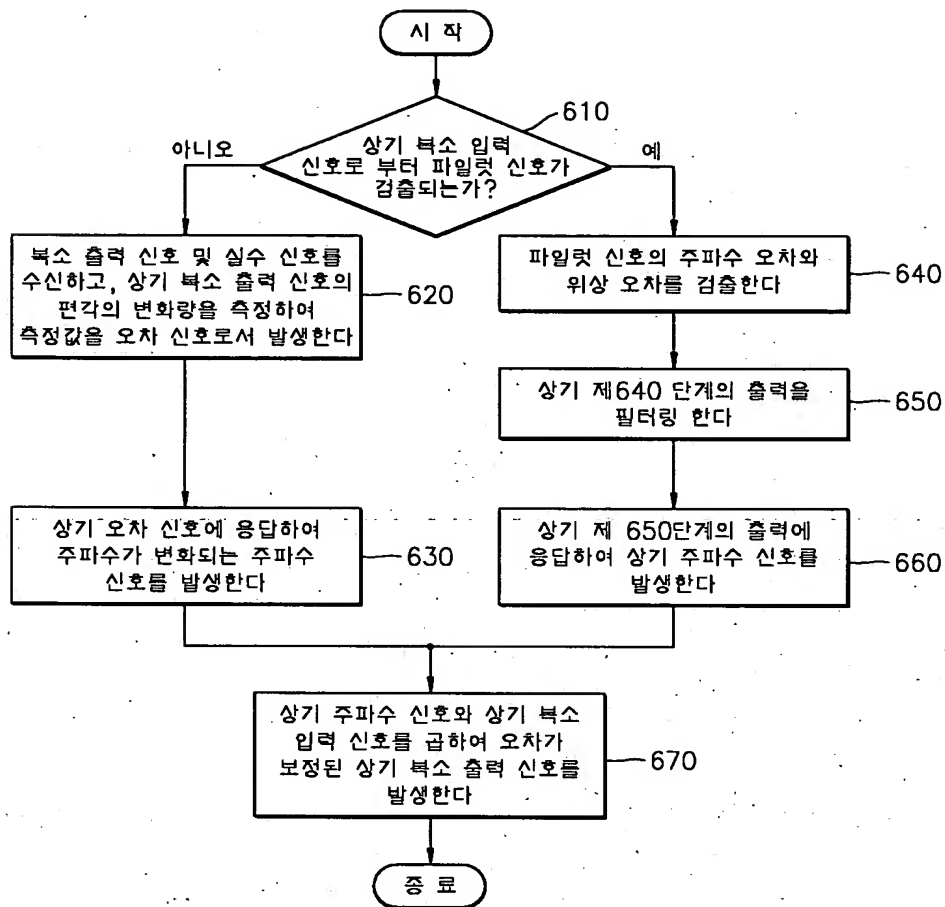 시 작
610
상기 복소 입력
신호로 부터 파일럿 신호가
검출되는가?
아니오
예
복소 출력 신호 및 실수 신호를
수신하고, 상기 복소 출력 신호의
편각의 변화량을 측정하여
측정값을 오차 신호로서 발생한다
620
파일럿 신호의 주파수 오차와
위상 오차를 검출한다
640
상기 제640 단계의 출력을
필터링 한다
650
상기 오차 신호에 응답하여
주파수가 변화되는 주파수
신호를 발생한다
630
상기 제 650단계의 출력에
응답하여 상기 주파수 신호를
발생한다
660
상기 주파수 신호와 상기 복소
입력 신호를 곱하여 오차가
보정된 상기 복소 출력 신호를
발생한다
670
종 료